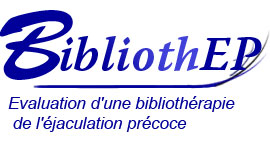 BibliothEP
Evaluation d'une bibliothérapie
de l'éjaculation précoce